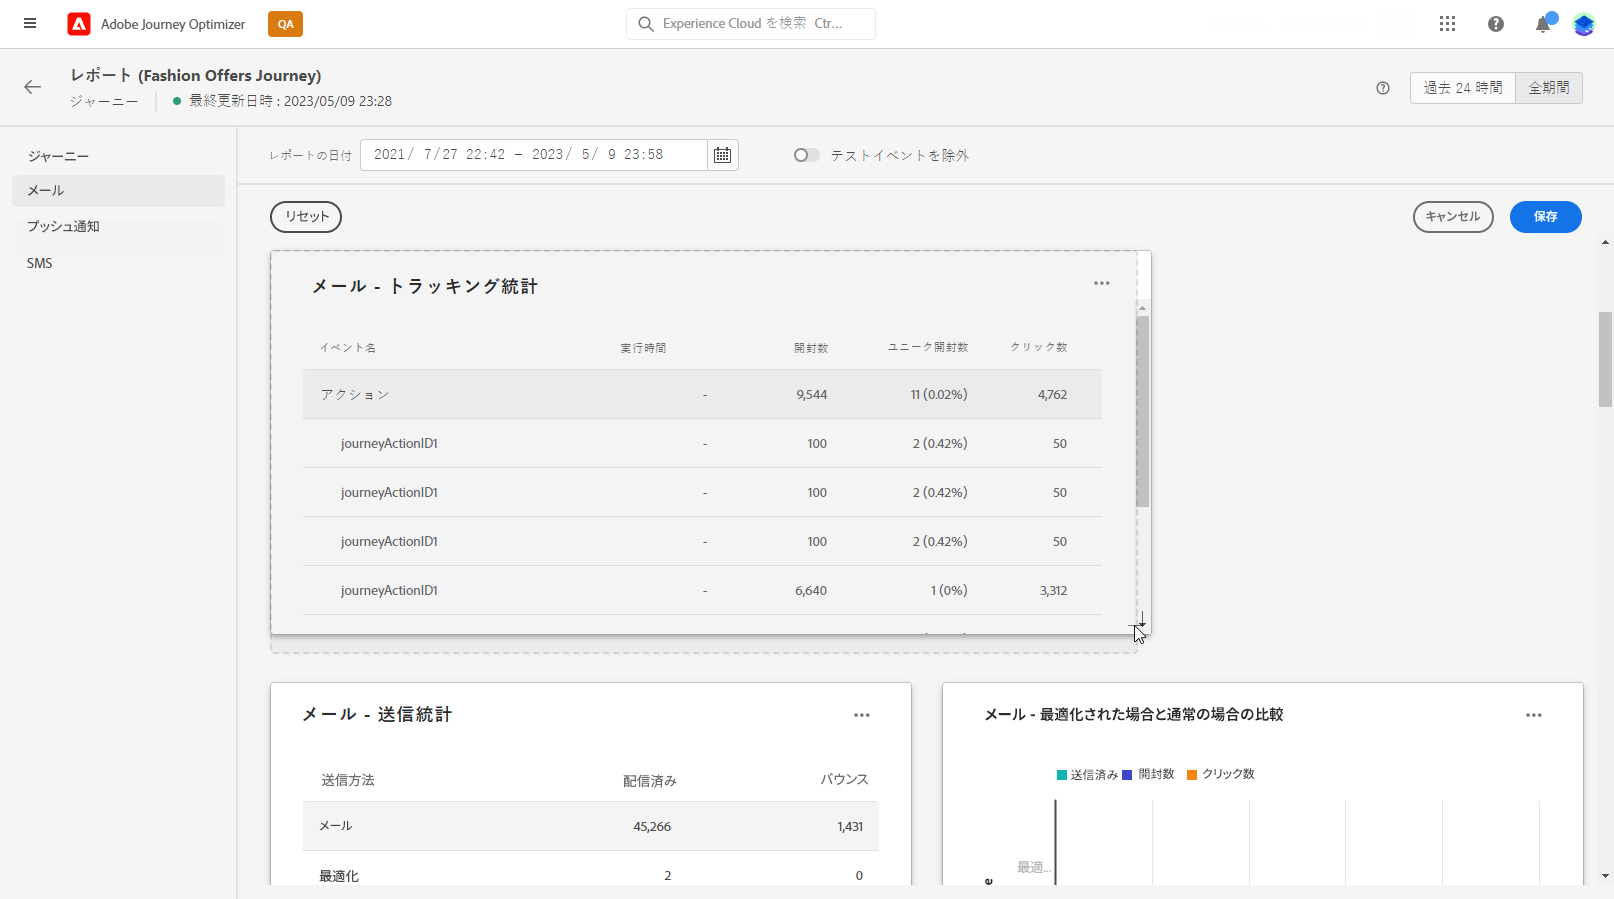 Adobe Journey Optimizer
QA
Experience Cloud を検索 Ctr...
レポート (Fashion Offers Journey)
ジャーニー
最終更新日時 : 2023/05/09 23:28
過去 24 時間
全期間
ジャーニー
メール
プッシュ通知
SMS
レポートの日付
2021/ 7/27 22:42 – 2023/ 5/ 9 23:58
テストイベントを除外
リセット
キャンセル
保存
メール - トラッキング統計
イベント名 実行時間 開封数 ユニーク開封数 クリック数
アクション - 9,544 11 (0.02%) 4,762
journeyActionID1 - 100 2 (0.42%) 50
journeyActionID1 - 100 2 (0.42%) 50
journeyActionID1 - 100 2 (0.42%) 50
journeyActionID1 - 6,640 1 (0%) 3,312
メール - 送信統計
送信方法 配信済み バウンス
メール 45,266 1,431
最適化 2 0
メール - 最適化された場合と通常の場合の比較
送信済み 開封数 クリック数
最適...
e